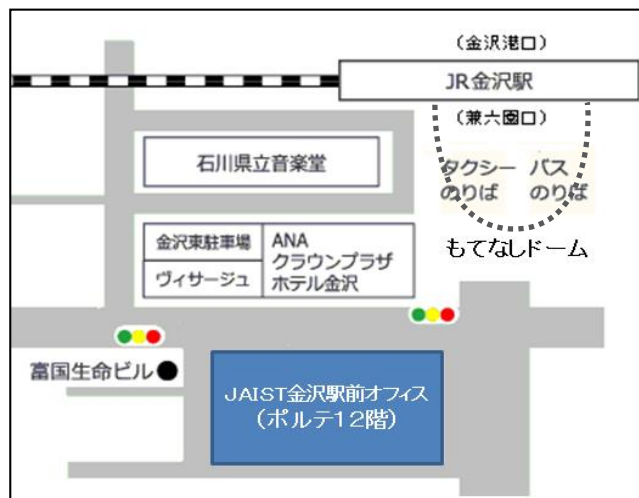 (金沢港口)
JR金沢駅
(兼六園口)
石川県立音楽堂
タクシー
のりば
バス
のりば
もてなしドーム
金沢東駐車場
ヴィサージュ
ANA
クラウンプラザ
ホテル金沢
富国生命ビル
JAIST金沢駅前オフィス
(ポルテ12階)